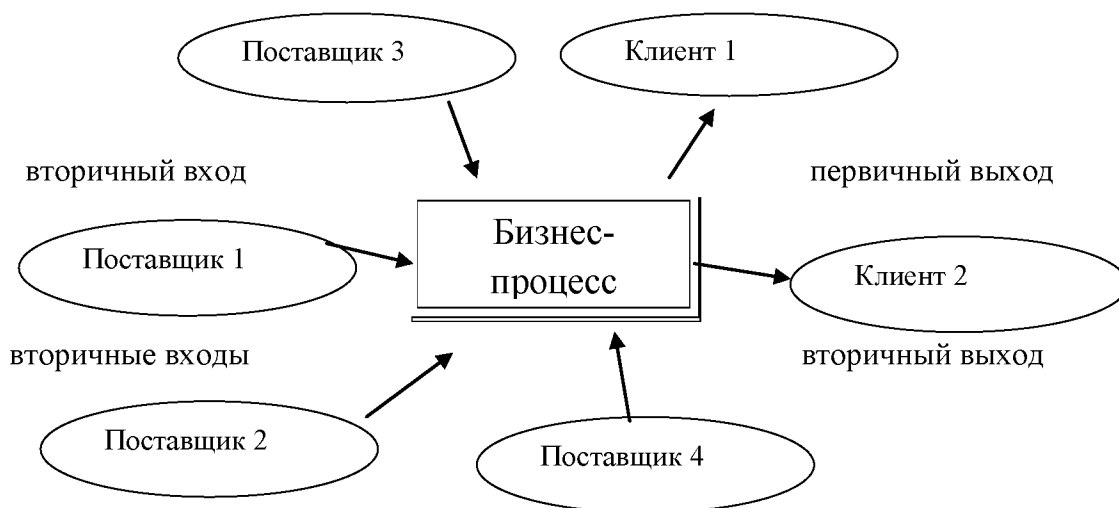 Поставщик 3
Клиент 1
вторичный вход
первичный выход
Бизнес-
процесс
Поставщик 1
Клиент 2
вторичные входы
вторичный выход
Поставщик 2
Поставщик 4